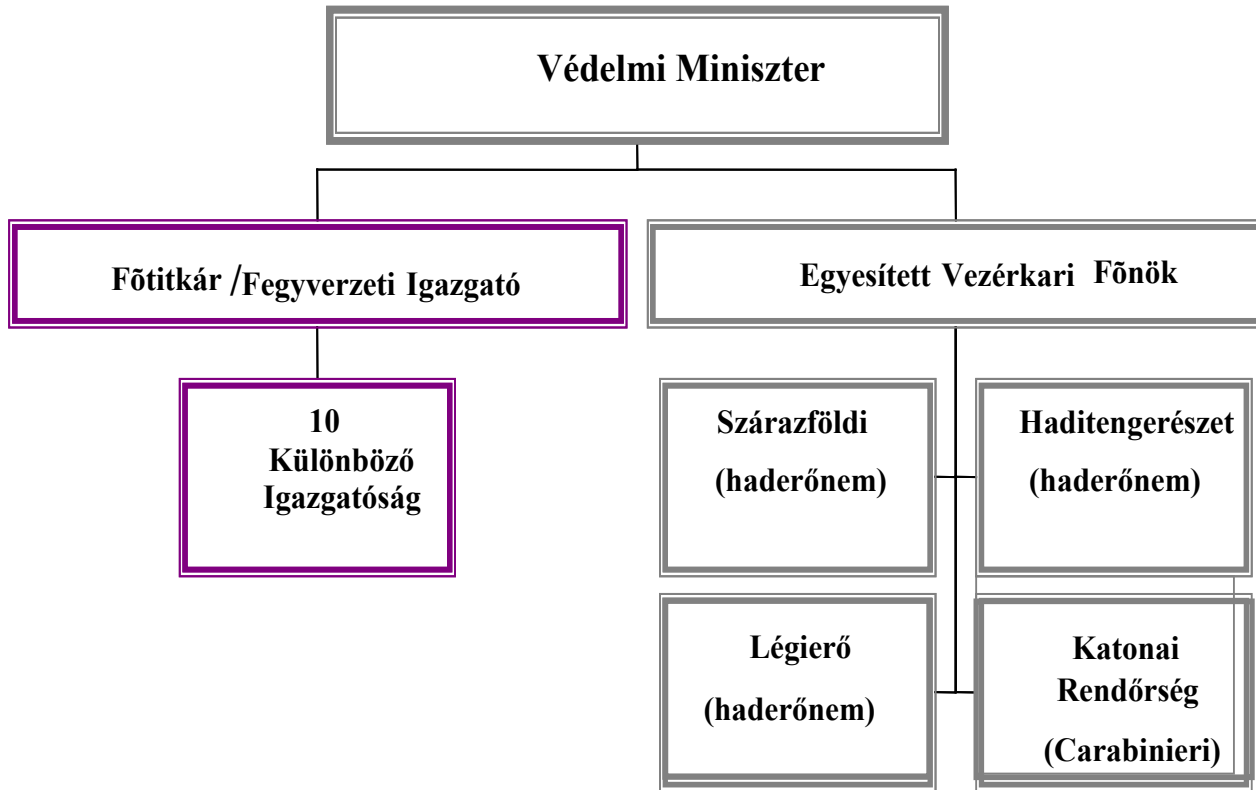 Védelmi Miniszter
Fõtitkár /Fegyverzeti Igazgató
Egyesített Vezérkari Fõnök
10
Különböző
Igazgatóság
Szárazföldi
(haderőnem)
Haditengerészet
(haderőnem)
Légierő
(haderőnem)
Katonai
Rendőrség
(Carabinieri)